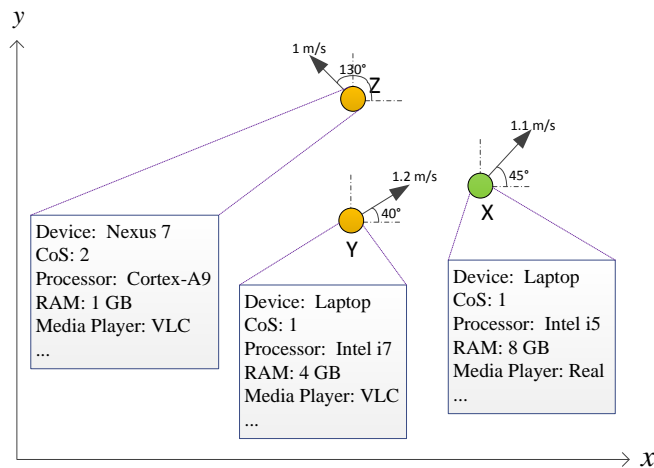 y
1 m/s
130°
Z
1.1 m/s
45°
X
1.2 m/s
40°
Y
Device: Nexus 7
CoS: 2
Processor: Cortex-A9
RAM: 1 GB
Media Player: VLC
...
Device: Laptop
CoS: 1
Processor: Intel i7
RAM: 4 GB
Media Player: VLC
...
Device: Laptop
CoS: 1
Processor: Intel i5
RAM: 8 GB
Media Player: Real
...
x